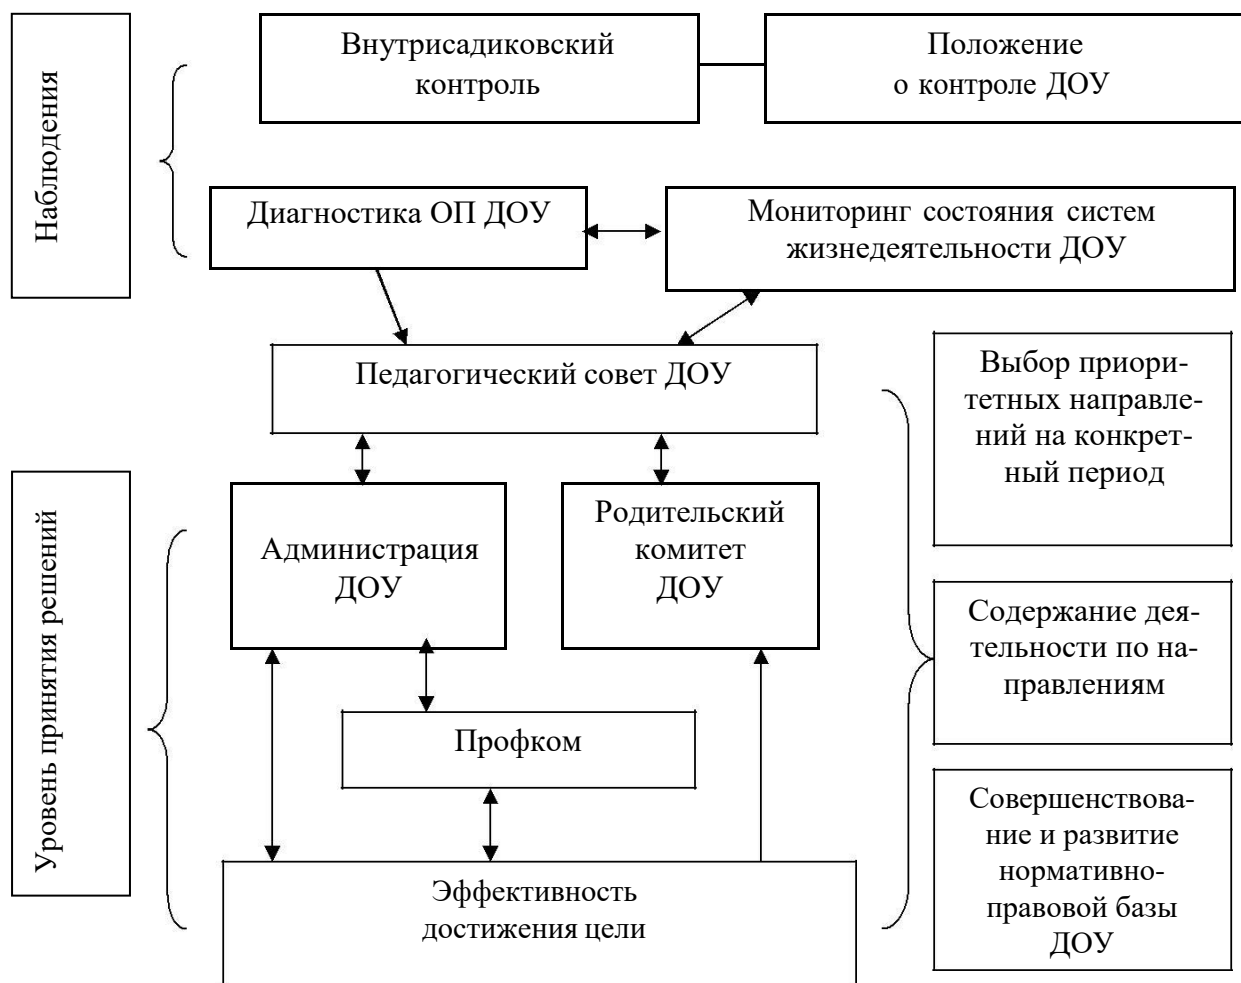 Наблюдения
Внутрисадиковский
контроль
Положение
о контроле ДОУ
Диагностика ОП ДОУ
Мониторинг состояния систем
жизнедеятельности ДОУ
Педагогический совет ДОУ
Выбор приори-
тетных направле-
ний на конкрет-
ный период
Уровень принятия решений
Администрация
ДОУ
Родительский
комитет
ДОУ
Содержание дея-
тельности по на-
правлениям
Профком
Совершенствова-
ние и развитие
нормативно-
правовой базы
ДОУ
Эффективность
достижения цели